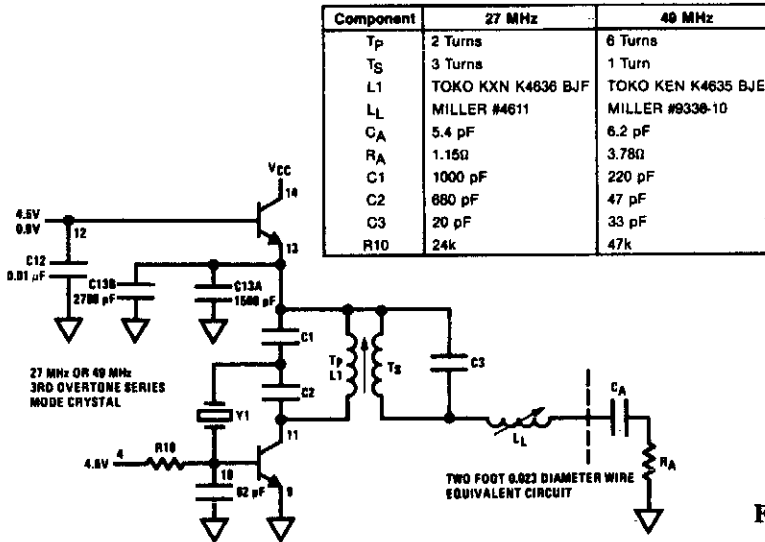 Component 27 MHz 49 MHz
TP 2 Turns 6 Turns
TS 3 Turns 1 Turn
L1 TOKO KXN K4636 BJF TOKO KEN K4635 BJE
LL MILLER #4611 MILLER #9336-10
CA 5.4 pF 6.2 pF
RA 1.15Ω 3.78Ω
C1 1000 pF 220 pF
C2 680 pF 47 pF
C3 20 pF 33 pF
R10 24k 47k
VCC
14
4.6V
0.9V
12
13
C12
0.01 μF
C13B
2700 pF
C13A
1500 pF
C1
TP
L1
TS
C3
27 MHz OR 49 MHz
3RD OVERTONE SERIES
MODE CRYSTAL
C2
CA
Y1
11
LL
4
R10
4.6V
10
RA
TWO FOOT 0.023 DIAMETER WIRE
EQUIVALENT CIRCUIT
62 pF
9
F